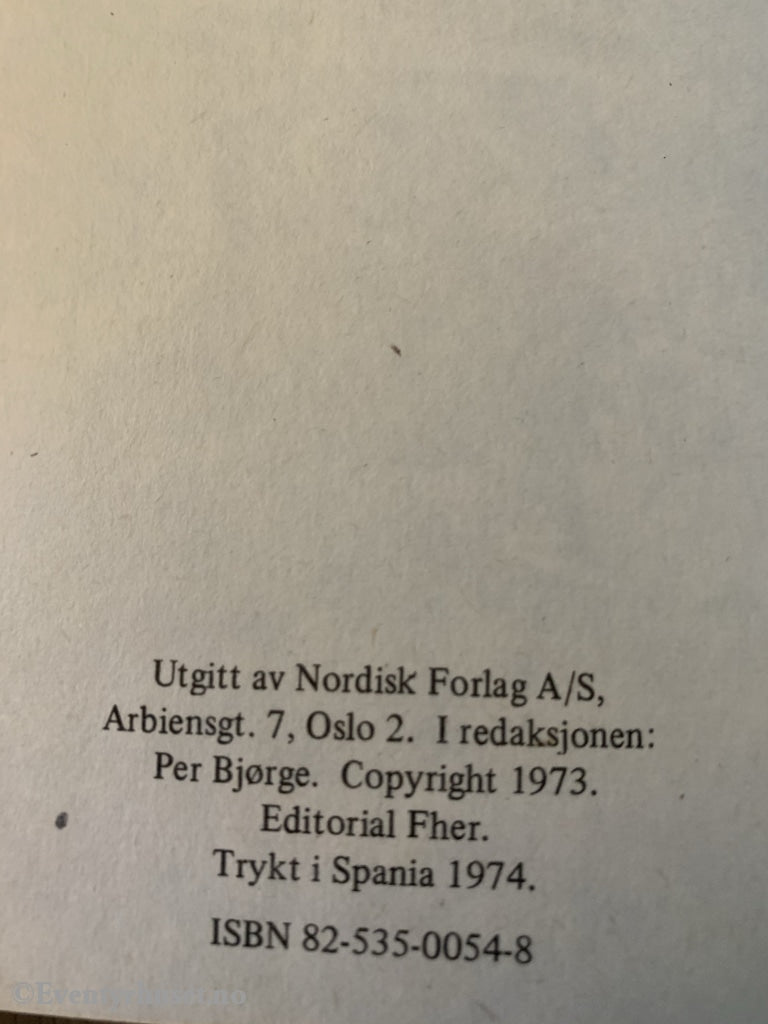 Utgitt av Nordisk Forlag A/S,
Arbiensgt. 7, Oslo 2. I redaksjonen:
Per Bjørge. Copyright 1973.
Editorial Fher.
Trykt i Spania 1974.
ISBN 82-535-0054-8